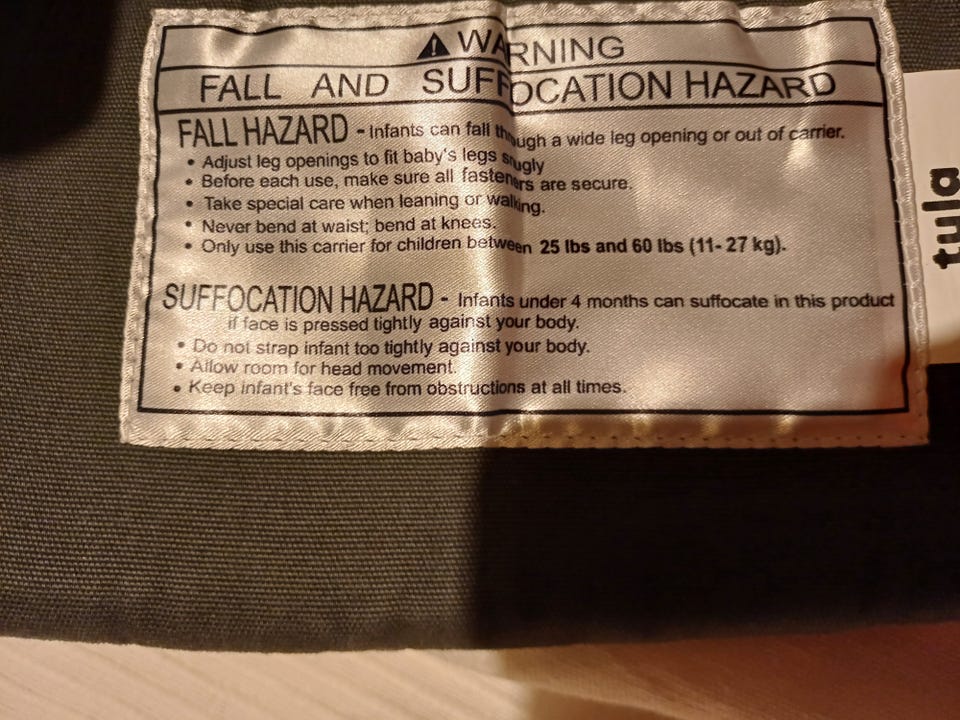 ⚠ WARNING
FALL AND SUFFOCATION HAZARD
FALL HAZARD - Infants can fall through a wide leg opening or out of carrier.
• Adjust leg openings to fit baby's legs snugly
• Before each use, make sure all fasteners are secure.
• Take special care when leaning or walking.
• Never bend at waist; bend at knees.
• Only use this carrier for children between 25 lbs and 60 lbs (11- 27 kg).
SUFFOCATION HAZARD - Infants under 4 months can suffocate in this product
if face is pressed tightly against your body.
• Do not strap infant too tightly against your body.
• Allow room for head movement.
• Keep infant's face free from obstructions at all times.
tula